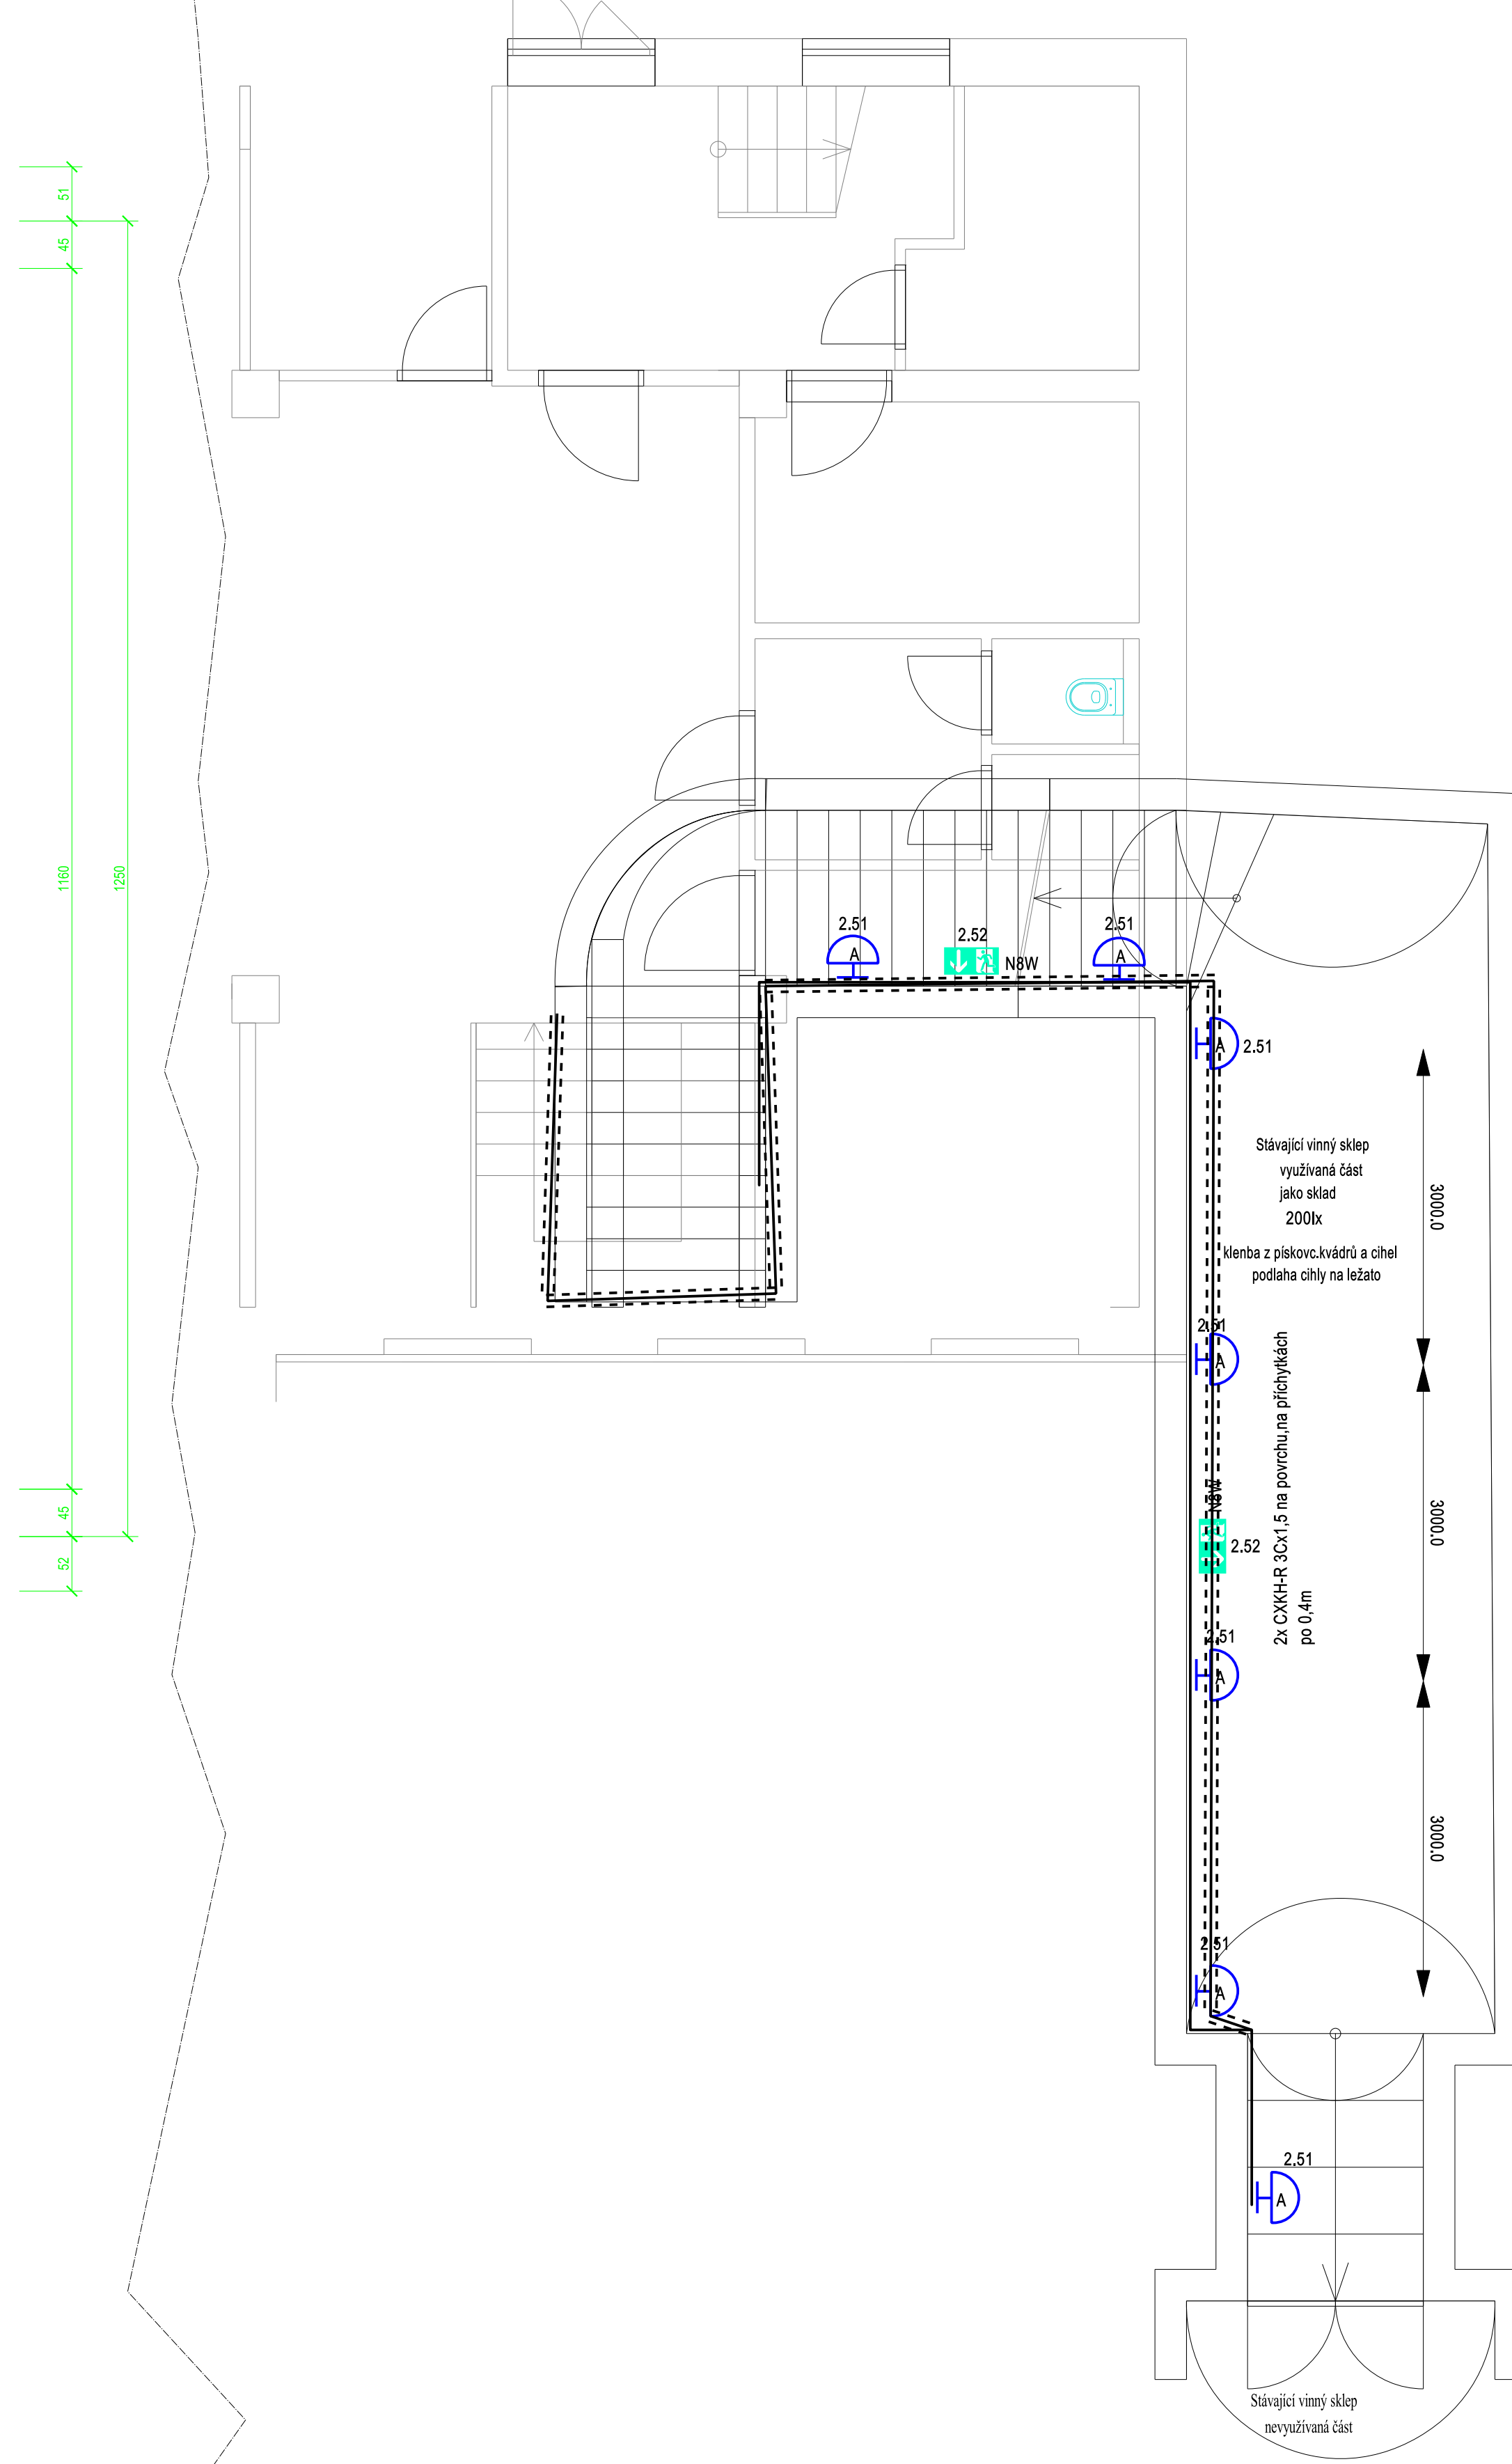 51
45
1160
1250
45
52
2.51
A
2.52
N8W
2.51
A
A
2.51
Stávající vinný sklep
využívaná část
jako sklad
200lx
klenba z pískovc.kvádrů a cihel
podlaha cihly na ležato
3000.0
2.51
A
2x CXKH-R 3Cx1,5 na povrchu,na příchytkách
po 0,4m
N8W
2.52
3000.0
2.51
A
3000.0
2.51
A
2.51
A
Stávající vinný sklep
nevyužívaná část